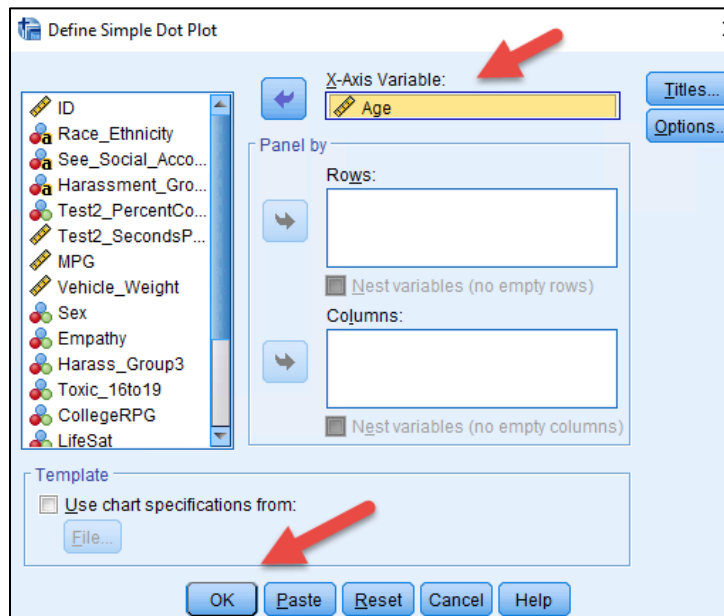 Define Simple Dot Plot
ID
Race_Ethnicity
See_Social_Acco...
Harassment_Gro...
Test2_PercentCo...
Test2_SecondsP...
MPG
Vehicle_Weight
Sex
Empathy
Harass_Group3
Toxic_16to19
CollegeRPG
LifeSat
X-Axis Variable:
Age
Panel by
Rows:
Nest variables (no empty rows)
Columns:
Nest variables (no empty columns)
Titles...
Options...
Template
Use chart specifications from:
File...
OK
Paste
Reset
Cancel
Help